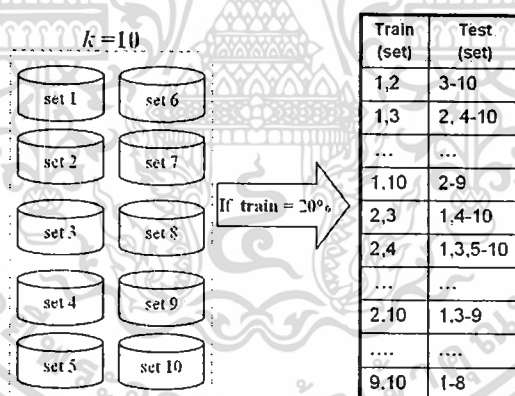 k=10
set 1
set 6
set 2
set 7
set 3
set 8
set 4
set 9
set 5
set 10
If train = 20%
Train (set) Test (set)
1,2 3-10
1,3 2, 4-10
... ...
1,10 2-9
2,3 1,4-10
2,4 1,3,5-10
... ...
2,10 1,3-9
.... ....
9,10 1-8